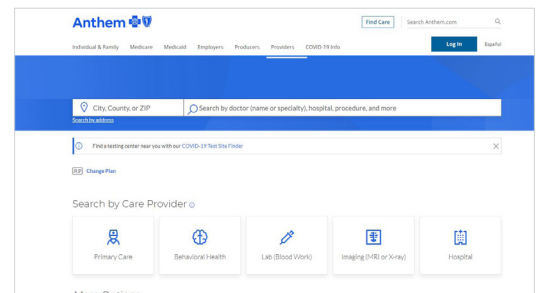 Anthem
Find Care
Search Anthem.com
Individual & Family Medicare Medicaid Employers Producers Providers COVID-19 Info
Log In
Español
City, County, or ZIP
Search by doctor (name or specialty), hospital, procedure, and more
Search by address
Find a testing center near you with our COVID-19 Test Site Finder
Change Plan
Search by Care Provider
Primary Care
Behavioral Health
Lab (Blood Work)
Imaging (MRI or X-ray)
Hospital